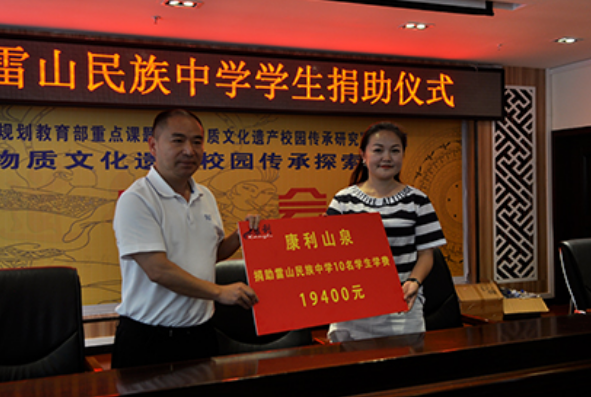 雷山民族中学学生捐助仪式
规划教育部重点课题
质文化遗产校园传承研究
物质文化遗产校园传承探索
会
康利山泉
捐助雷山民族中学10名学生学费
19400元